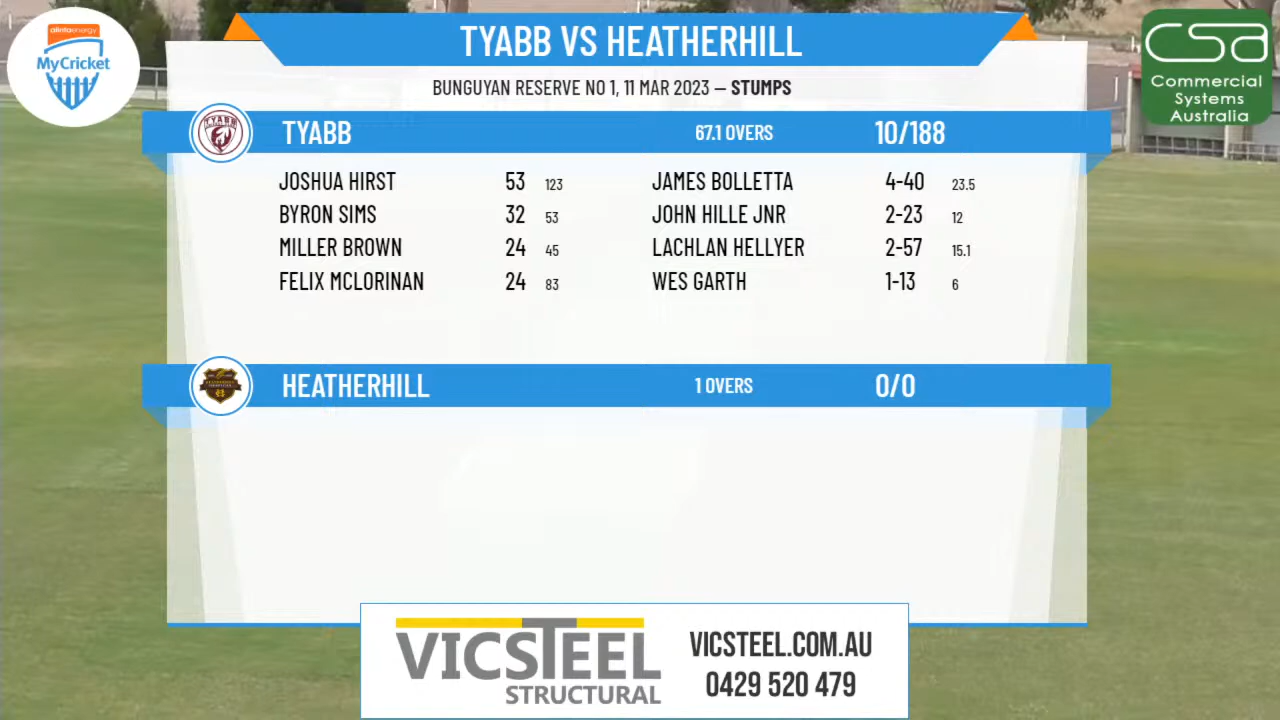 alintaenergy
MyCricket
csa
Commercial
Systems
Australia
TYABB VS HEATHERHILL
BUNGUYAN RESERVE NO 1, 11 MAR 2023 – STUMPS
TYABB
TYABB 67.1 OVERS 10/188
JOSHUA HIRST 53 123 JAMES BOLLETTA 4-40 23.5
BYRON SIMS 32 53 JOHN HILLE JNR 2-23 12
MILLER BROWN 24 45 LACHLAN HELLYER 2-57 15.1
FELIX MCLORINAN 24 83 WES GARTH 1-13 6
HEATHERHILL 1 OVERS 0/0
VICSTEEL
STRUCTURAL
VICSTEEL.COM.AU
0429 520 479